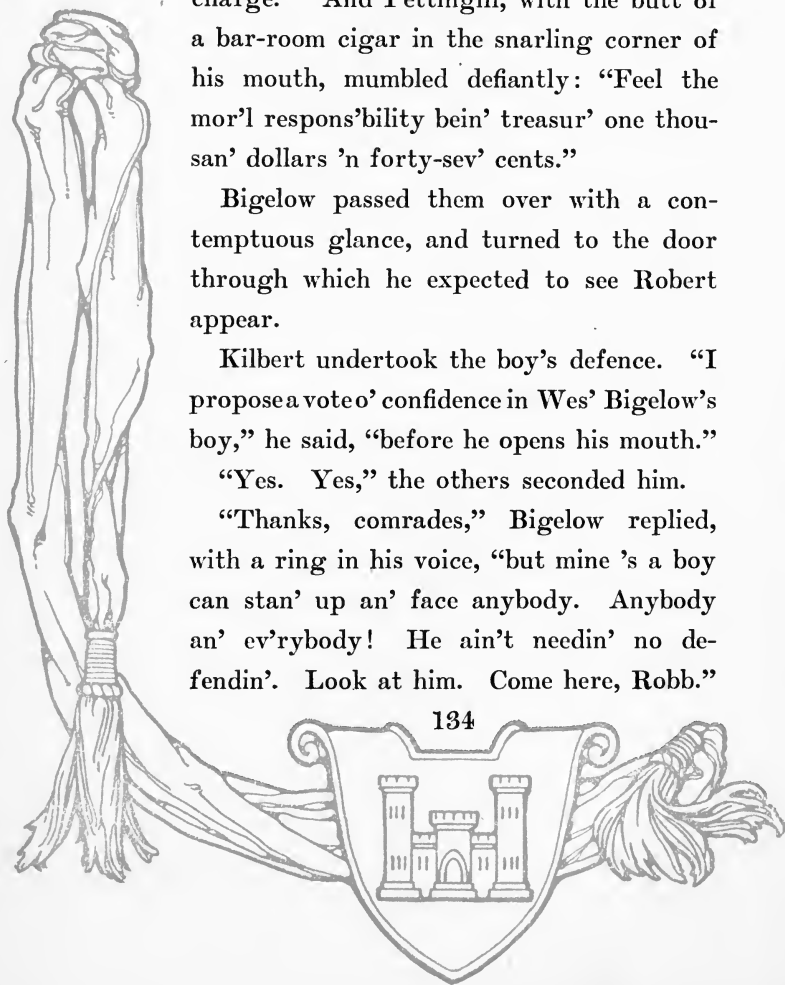 charge. And Pettingill, with the butt of
a bar-room cigar in the snarling corner of
his mouth, mumbled defiantly: “Feel the
mor’l respons’bility bein’ treasur’ one thou-
san’ dollars ’n forty-sev’ cents.”
Bigelow passed them over with a con-
temptuous glance, and turned to the door
through which he expected to see Robert
appear.
Kilbert undertook the boy’s defence. “I
propose a vote o’ confidence in Wes’ Bigelow’s
boy,” he said, “before he opens his mouth.”
“Yes. Yes,” the others seconded him.
“Thanks, comrades,” Bigelow replied,
with a ring in his voice, “but mine ’s a boy
can stan’ up an’ face anybody. Anybody
an’ ev’rybody! He ain’t needin’ no de-
fendin’. Look at him. Come here, Robb.”
134